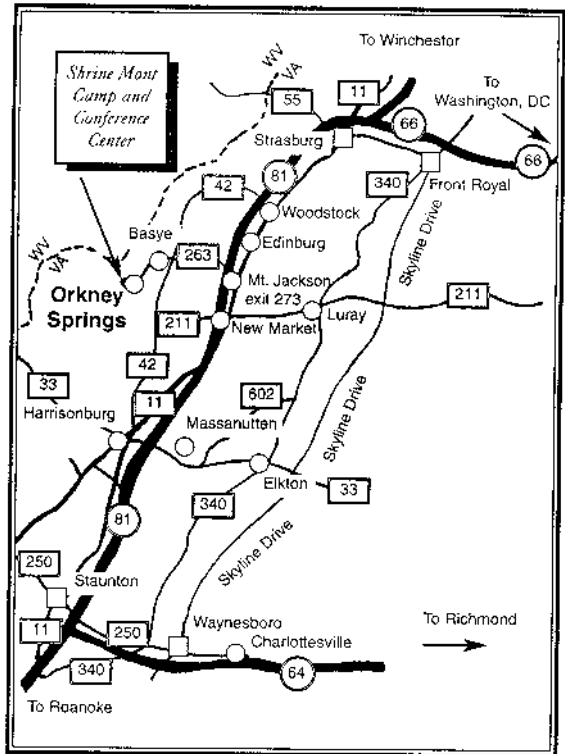 To Winchestor
WV
VA
To
Washington, DC
Shrine Mont
Camp and
Conference
Center
55
11
66
66
Strasburg
81
42
340
Front Royal
Woodstock
Basye
263
Edinburg
Skyline Drive
WV
VA
Mt. Jackson
exit 273
211
Orkney
Springs
211
New Market
Luray
42
33
11
602
Harrisonburg
Massanutten
Skyline Drive
Elkton
33
340
81
Skyline Drive
250
Staunton
11
250
Waynesboro
Charlottesville
To Richmond
340
64
To Roanoke